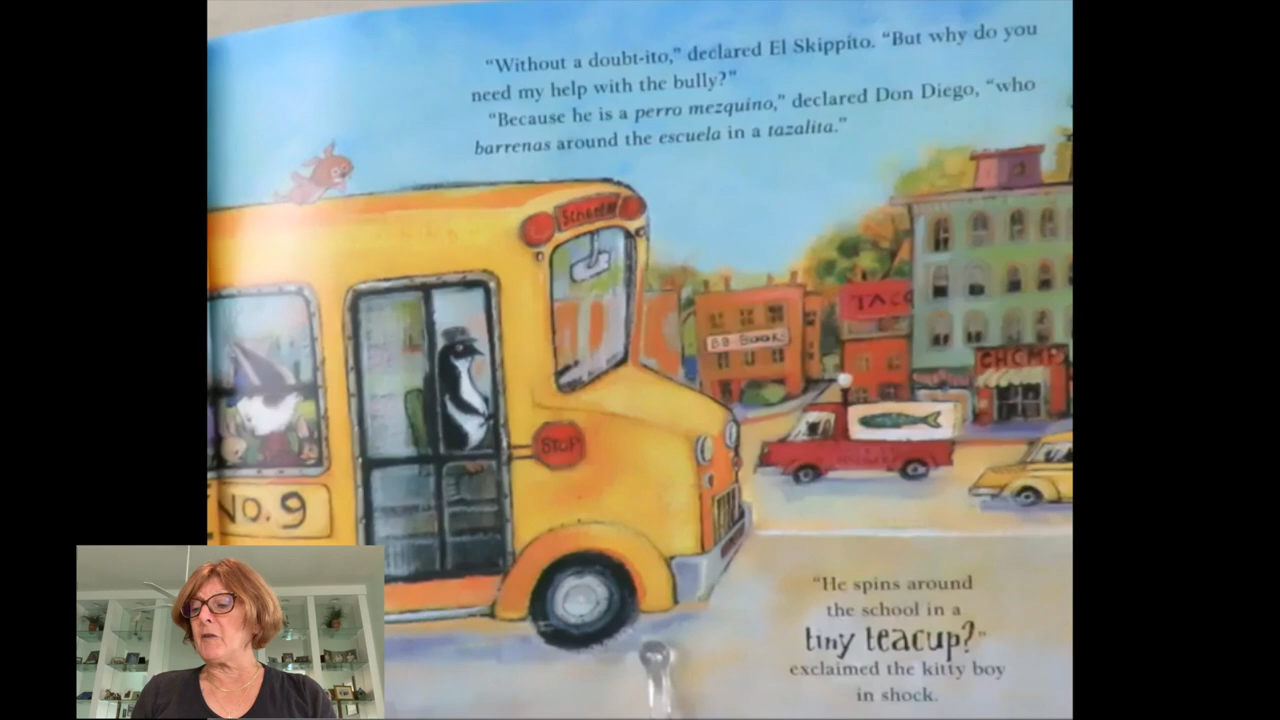 “Without a doubt-ito,” declared El Skippito. “But why do you
need my help with the bully?”
“Because he is a perro mezquino,” declared Don Diego, “who
barrenas around the escuela in a tazalita.”
TACO
BB-BOOKS
STOP
NO. 9
“He spins around
the school in a
tiny teacup?”
exclaimed the kitty boy
in shock.